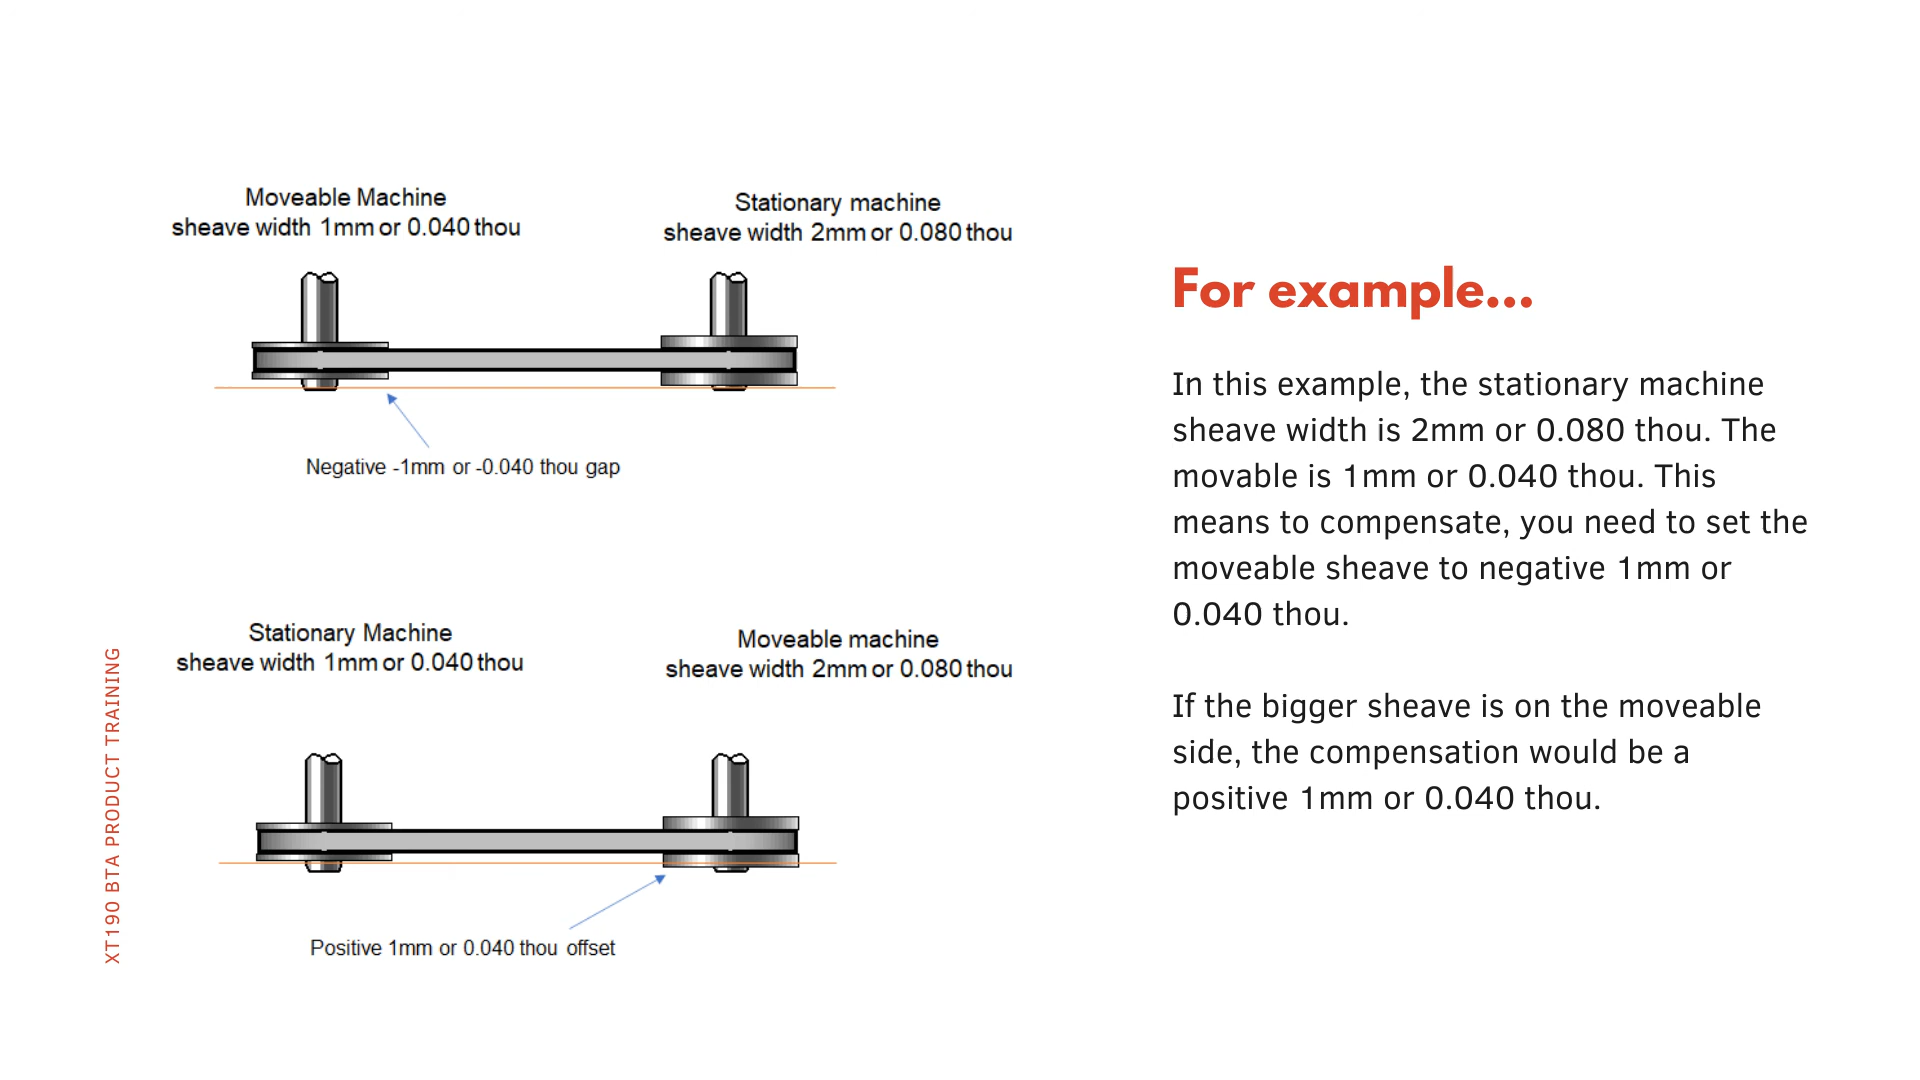 Moveable Machine
sheave width 1mm or 0.040 thou
Stationary machine
sheave width 2mm or 0.080 thou
Negative -1mm or -0.040 thou gap
Stationary Machine
sheave width 1mm or 0.040 thou
Moveable machine
sheave width 2mm or 0.080 thou
Positive 1mm or 0.040 thou offset
For example...
In this example, the stationary machine
sheave width is 2mm or 0.080 thou. The
movable is 1mm or 0.040 thou. This
means to compensate, you need to set the
moveable sheave to negative 1mm or
0.040 thou.
If the bigger sheave is on the moveable
side, the compensation would be a
positive 1mm or 0.040 thou.
XT190 BTA PRODUCT TRAINING